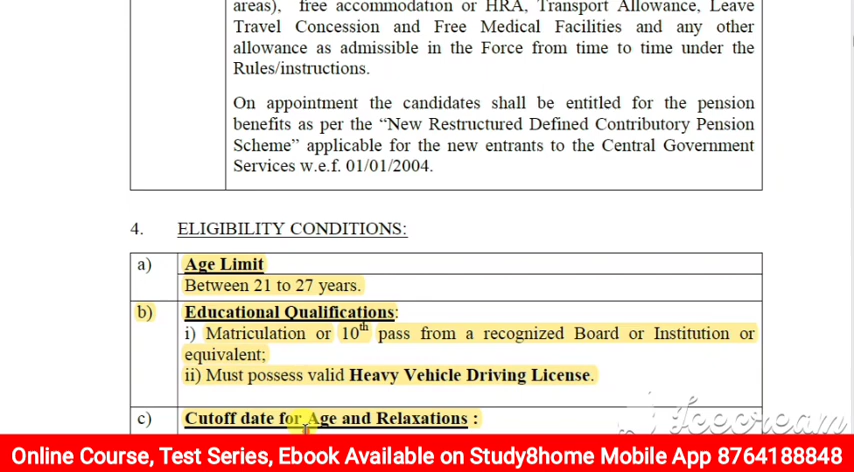 areas), free accommodation or HRA, Transport Allowance, Leave
Travel Concession and Free Medical Facilities and any other
allowance as admissible in the Force from time to time under the
Rules/instructions.
On appointment the candidates shall be entitled for the pension
benefits as per the “New Restructured Defined Contributory Pension
Scheme” applicable for the new entrants to the Central Government
Services w.e.f. 01/01/2004.
4. ELIGIBILITY CONDITIONS:
a) Age Limit
Between 21 to 27 years.
b) Educational Qualifications:
i) Matriculation or 10th pass from a recognized Board or Institution or
equivalent;
ii) Must possess valid Heavy Vehicle Driving License.
c) Cutoff date for Age and Relaxations :
Icecream
Online Course, Test Series, Ebook Available on Study8home Mobile App 8764188848